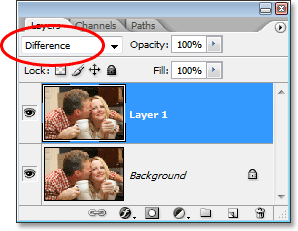 Layers Channels Paths
Difference Opacity: 100%
Lock: Fill: 100%
Layer 1
Background